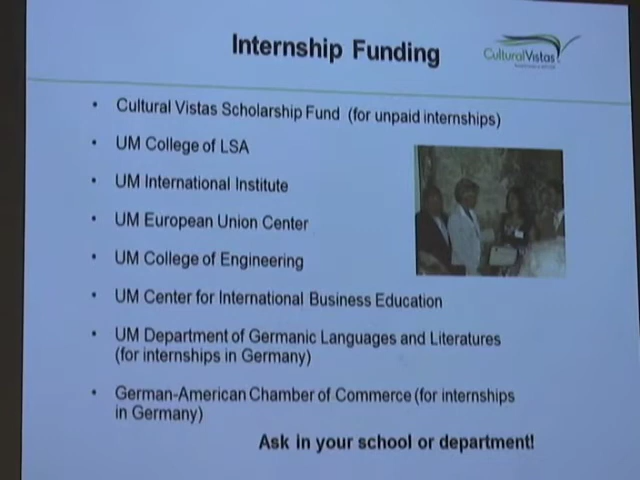 Internship Funding
CulturalVistas
• Cultural Vistas Scholarship Fund (for unpaid internships)
• UM College of LSA
• UM International Institute
• UM European Union Center
• UM College of Engineering
• UM Center for International Business Education
• UM Department of Germanic Languages and Literatures
(for internships in Germany)
• German-American Chamber of Commerce (for internships
in Germany)
Ask in your school or department!